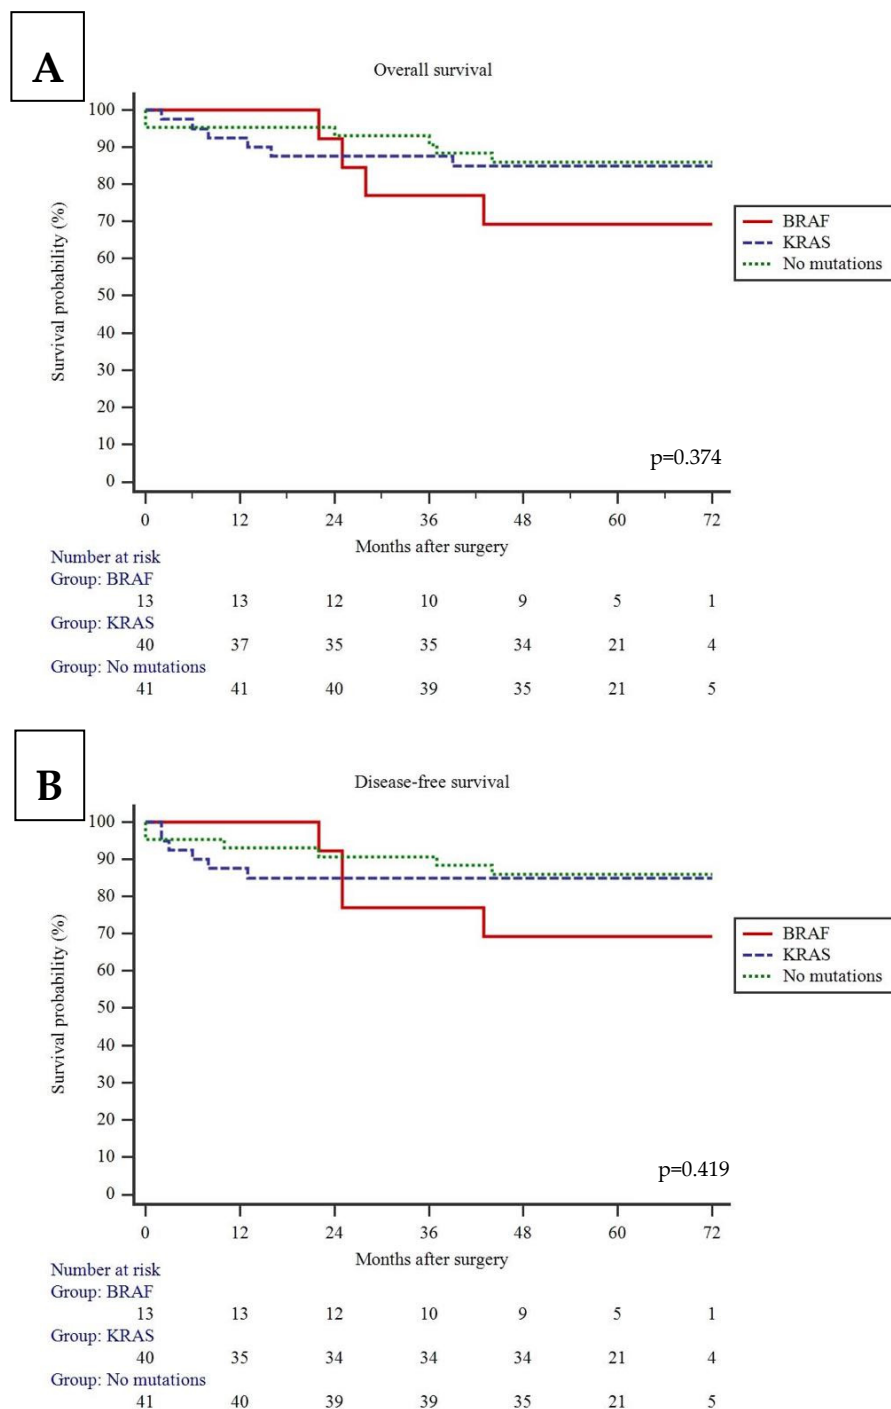 A
Overall survival
Survival probability (%)
100
90
80
70
60
50
40
30
20
10
0
BRAF
KRAS
No mutations
p=0.374
0 12 24 36 48 60 72
Months after surgery
Number at risk
Group: BRAF
13 13 12 10 9 5 1
Group: KRAS
40 37 35 35 34 21 4
Group: No mutations
41 41 40 39 35 21 5
B
Disease-free survival
Survival probability (%)
100
90
80
70
60
50
40
30
20
10
0
BRAF
KRAS
No mutations
p=0.419
0 12 24 36 48 60 72
Months after surgery
Number at risk
Group: BRAF
13 13 12 10 9 5 1
Group: KRAS
40 35 34 34 34 21 4
Group: No mutations
41 40 39 39 35 21 5